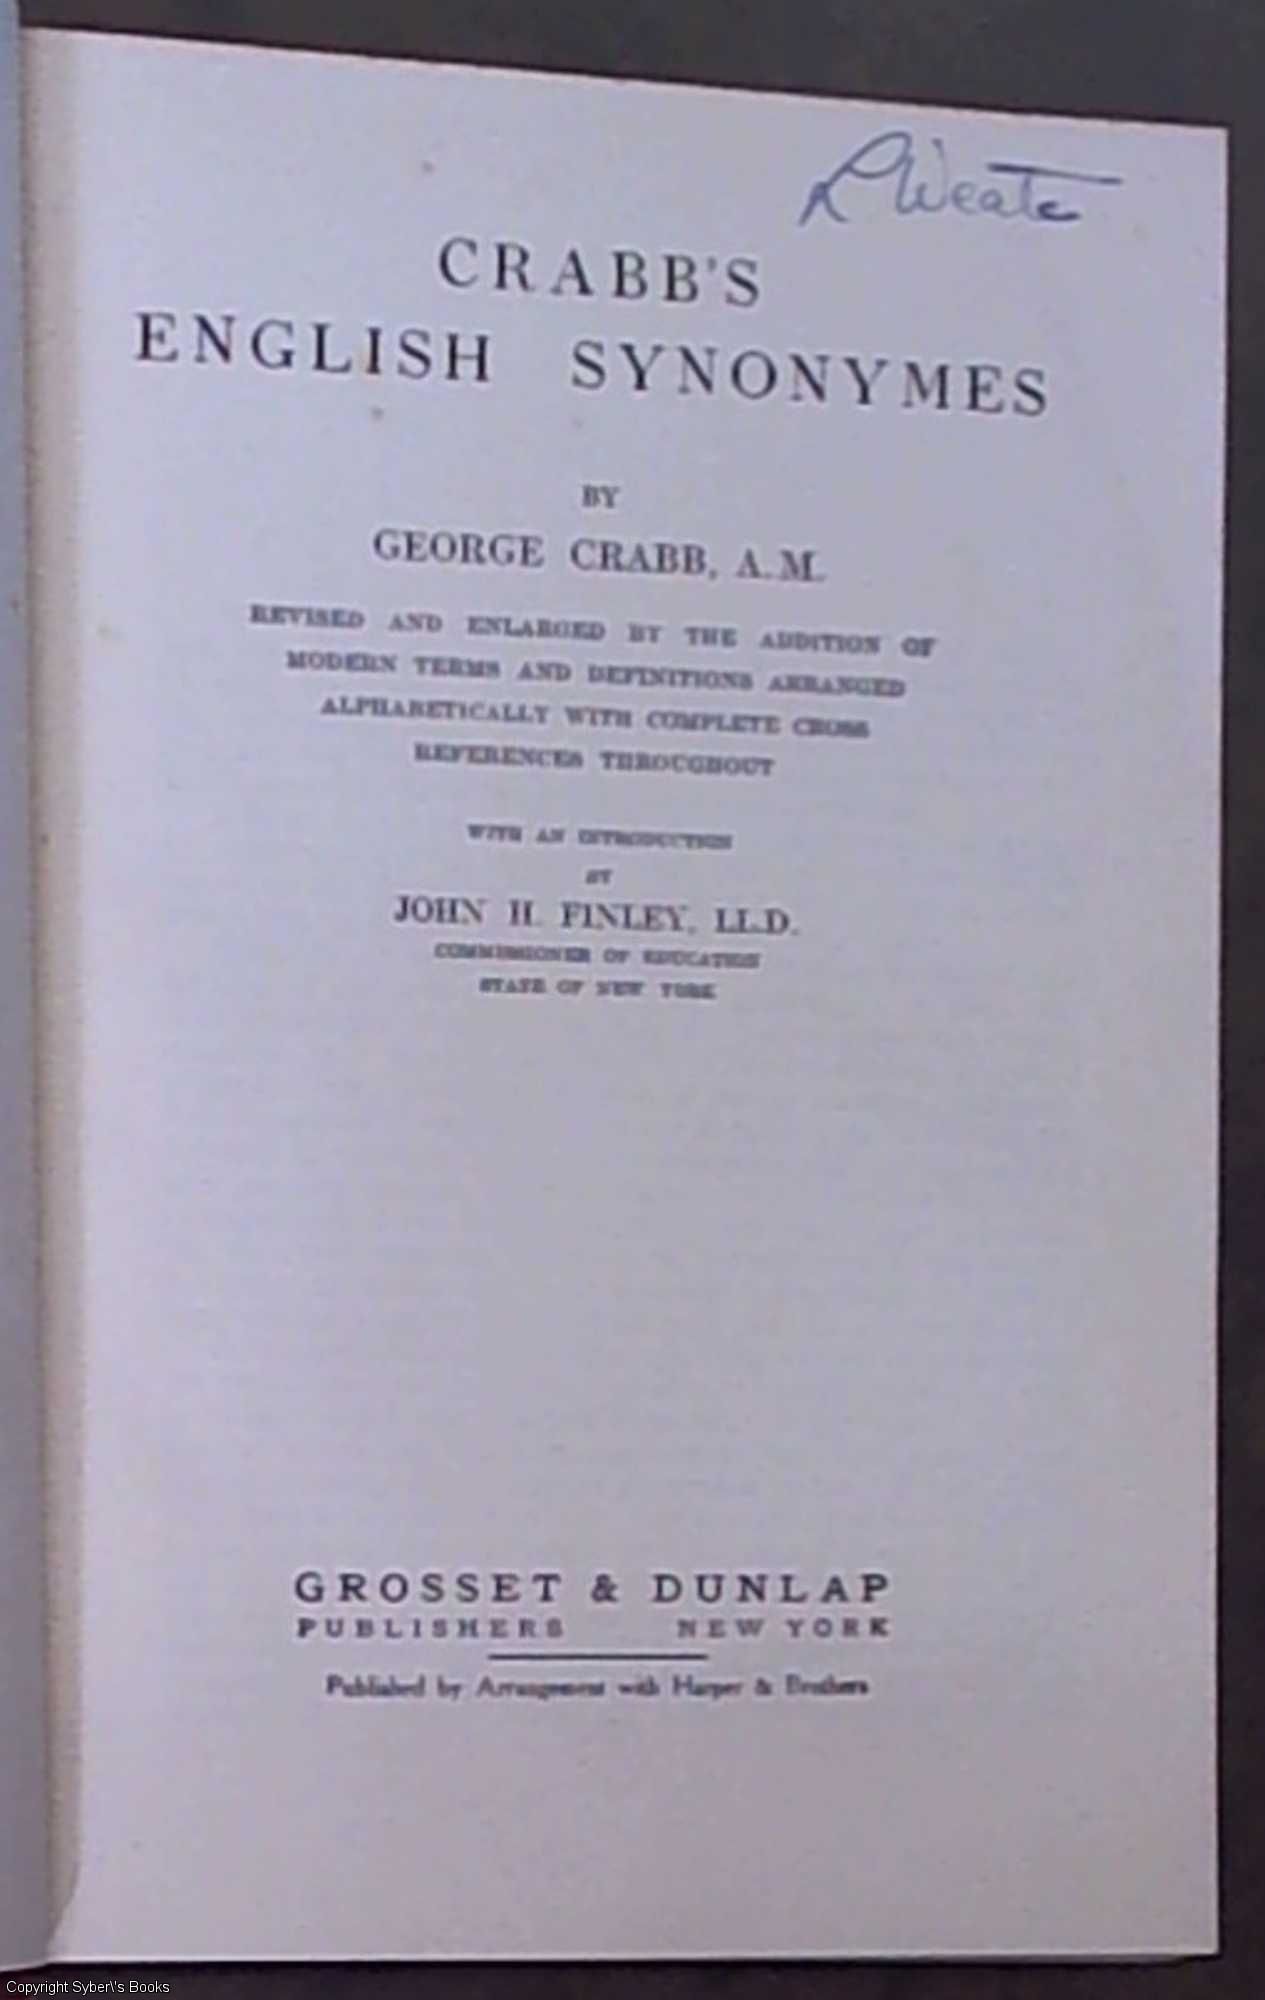 R Weate
CRABB'S
ENGLISH SYNONYMES
BY
GEORGE CRABB, A.M.
REVISED AND ENLARGED BY THE ADDITION OF
MODERN TERMS AND DEFINITIONS ARRANGED
ALPHABETICALLY WITH COMPLETE CROSS
REFERENCES THROUGHOUT
WITH AN INTRODUCTION
BY
JOHN H. FINLEY, LL.D.
COMMISSIONER OF EDUCATION
STATE OF NEW YORK
GROSSET & DUNLAP
PUBLISHERS NEW YORK
Published by Arrangement with Harper & Brothers
Copyright Syber\'s Books